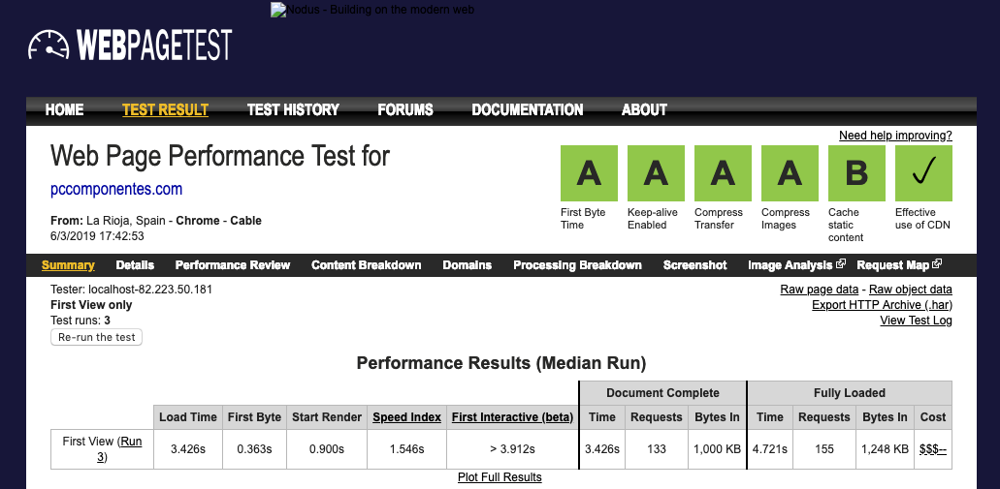 Nodus - Building on the modern web
WEBPAGETEST
HOME TEST RESULT TEST HISTORY FORUMS DOCUMENTATION ABOUT
Need help improving?
Web Page Performance Test for
pccomponentes.com
From: La Rioja, Spain - Chrome - Cable
6/3/2019 17:42:53
A A A A B ✓
First Byte Time
Keep-alive Enabled
Compress Transfer
Compress Images
Cache static content
Effective use of CDN
Summary Details Performance Review Content Breakdown Domains Processing Breakdown Screenshot Image Analysis Request Map
Tester: localhost-82.223.50.181
First View only
Test runs: 3
Re-run the test
Raw page data - Raw object data
Export HTTP Archive (.har)
View Test Log
Performance Results (Median Run)
Document Complete Fully Loaded
Load Time First Byte Start Render Speed Index First Interactive (beta) Time Requests Bytes In Time Requests Bytes In Cost
First View (Run 3) 3.426s 0.363s 0.900s 1.546s > 3.912s 3.426s 133 1,000 KB 4.721s 155 1,248 KB $$$--
Plot Full Results